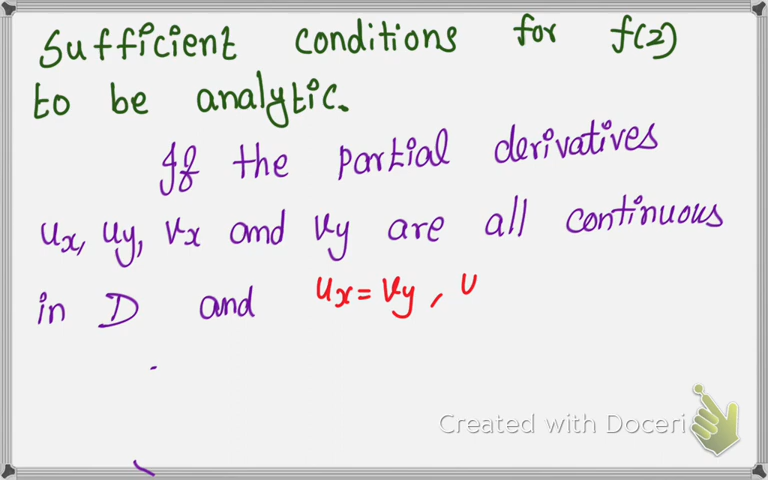 Sufficient conditions for f(z)
to be analytic.
If the partial derivatives
ux, uy, vx and vy are all continuous
in D and ux = vy, u
Created with Doceri